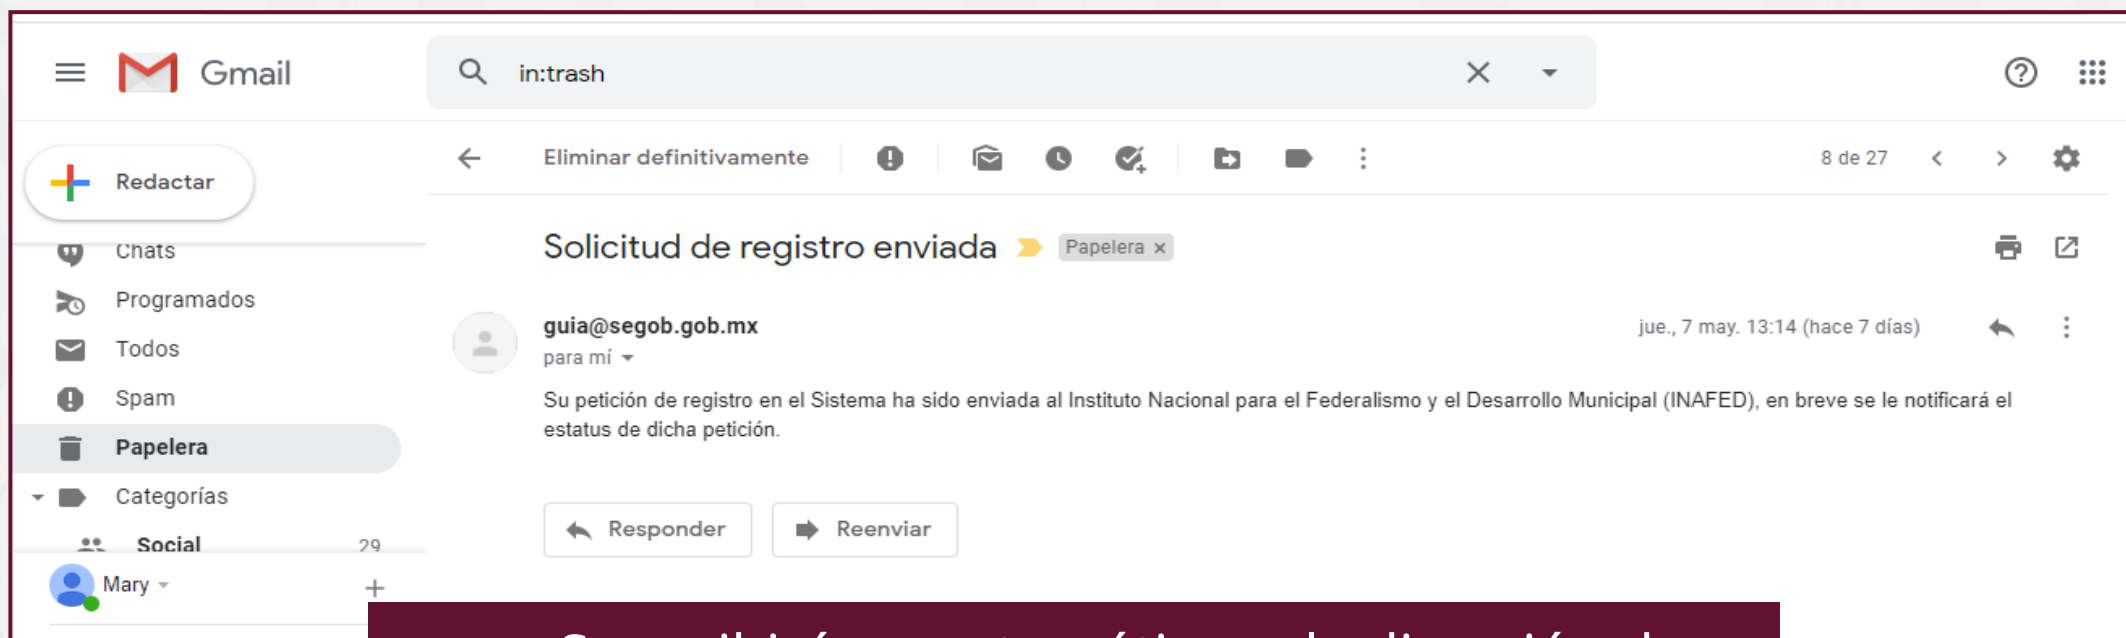 Gmail
in:trash
Redactar
Eliminar definitivamente
8 de 27
Chats
Programados
Todos
Spam
Papelera
Categorías
Social 29
Mary
Solicitud de registro enviada Papelera x
guia@segob.gob.mx
jue., 7 may. 13:14 (hace 7 días)
para mí
Su petición de registro en el Sistema ha sido enviada al Instituto Nacional para el Federalismo y el Desarrollo Municipal (INAFED), en breve se le notificará el
estatus de dicha petición.
Responder
Reenviar